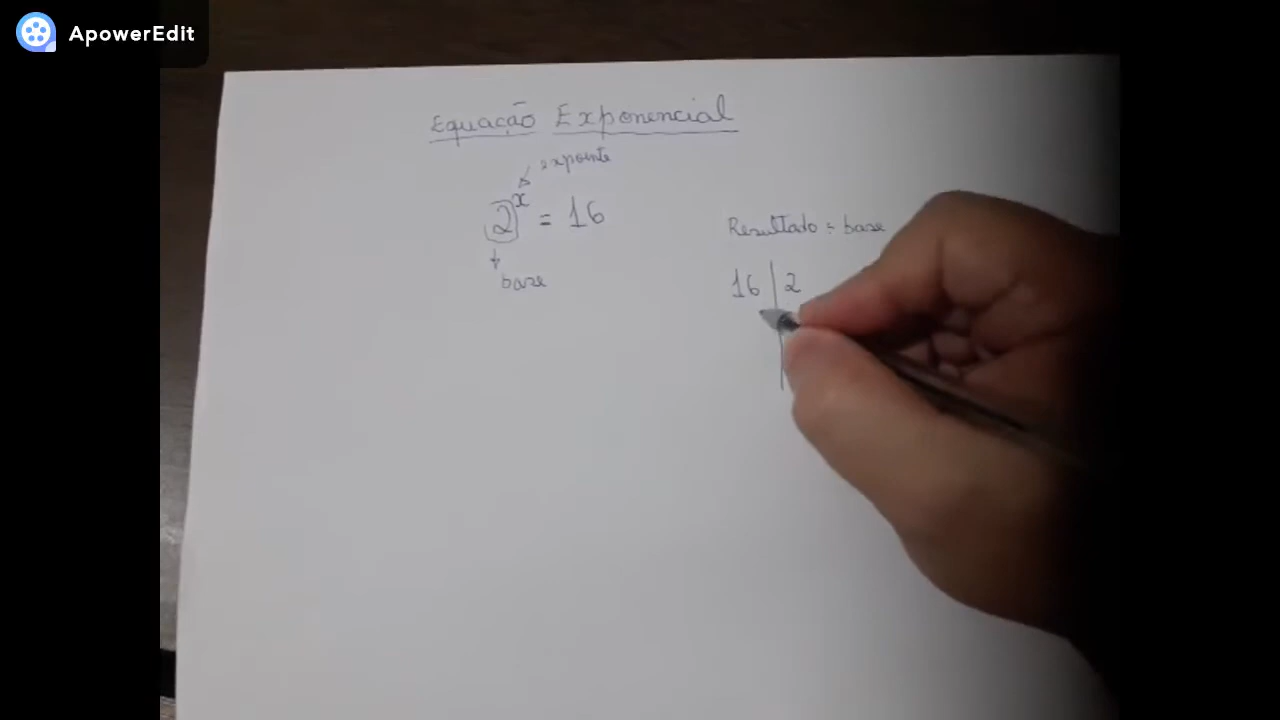 ApowerEdit
Equação Exponencial
expoente
2^x = 16
base
Resultado ÷ base
16 | 2